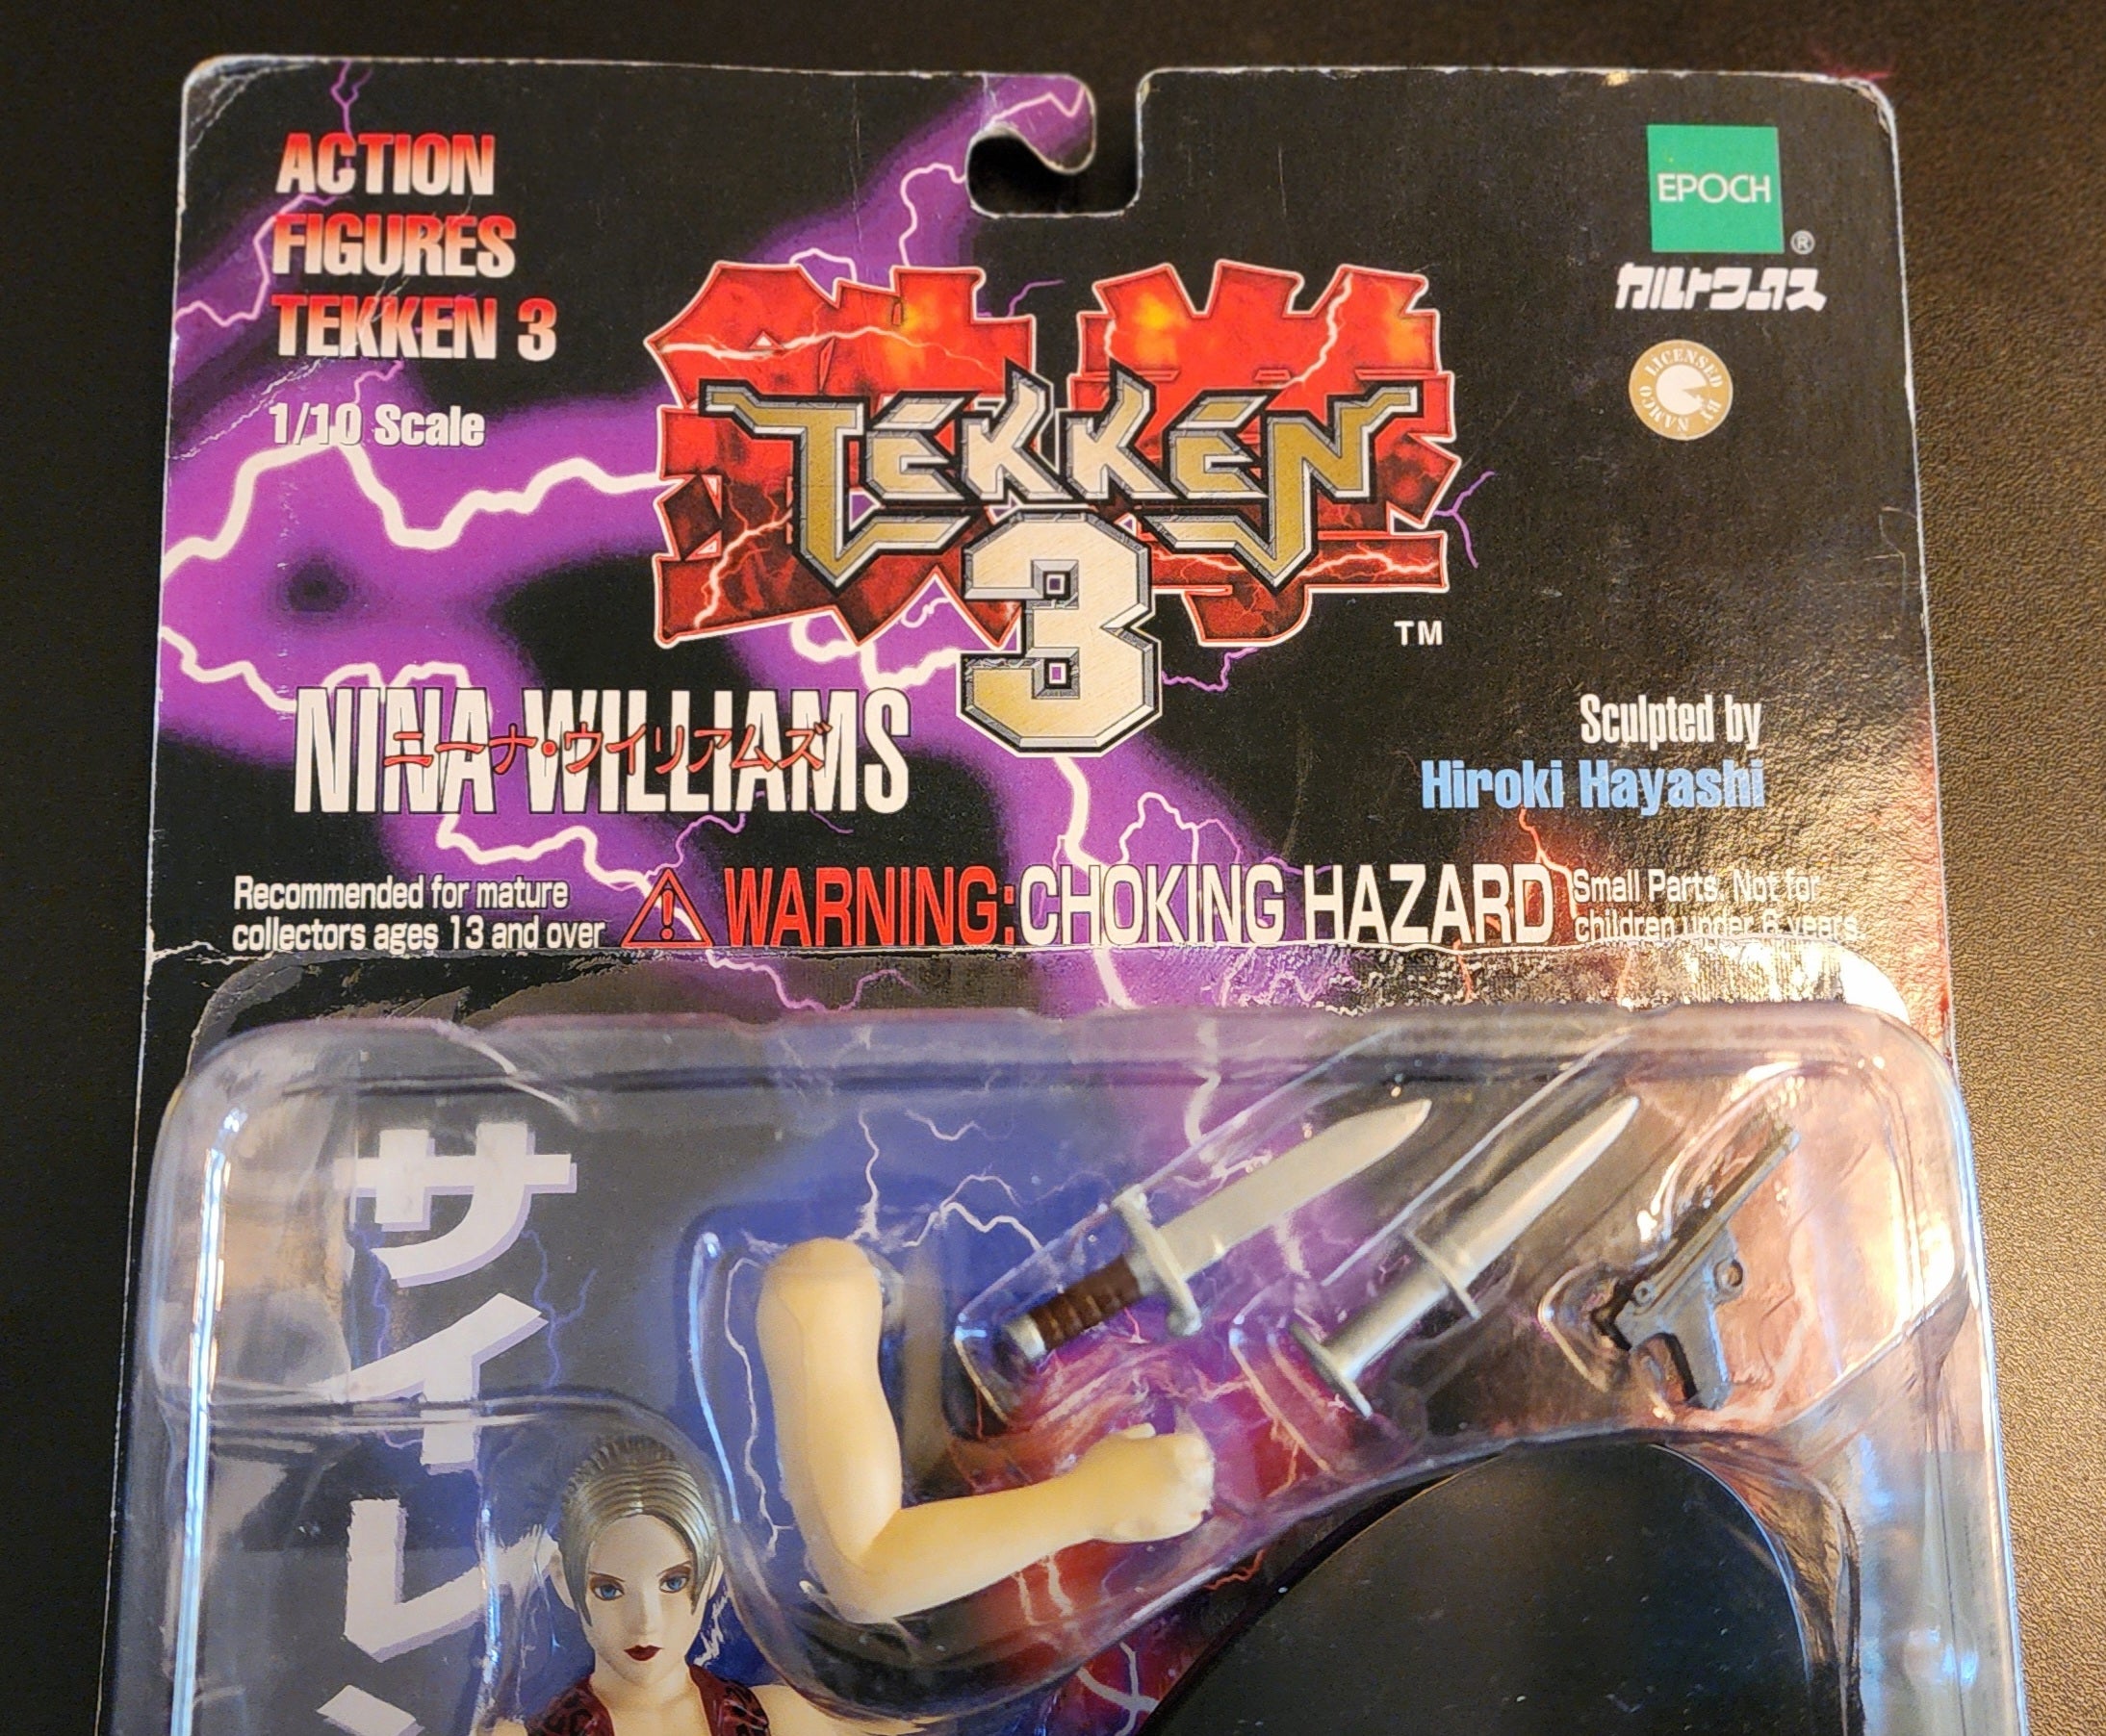 ACTION
FIGURES
TEKKEN 3
1/10 Scale
EPOCH
®
カルトワークス
LICENSED BY NAMCO
鉄拳
TEKKEN
3
TM
NINA WILLIAMS
ニーナ・ウイリアムズ
Sculpted by
Hiroki Hayashi
Recommended for mature
collectors ages 13 and over
WARNING:CHOKING HAZARD
Small Parts. Not for
children under 6 years.
サイレ